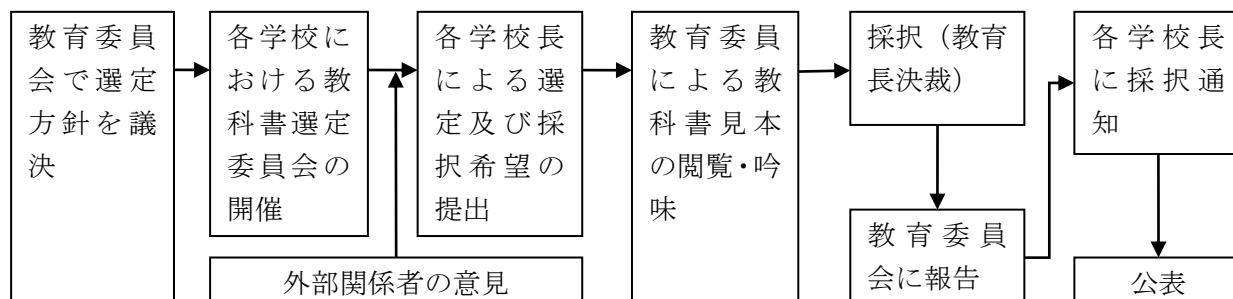 教育委員
会で選定
方針を議
決
各学校に
おける教
科書選定
委員会の
開催
外部関係者の意見
各学校長
による選
定及び採
択希望の
提出
教育委員
による教
科書見本
の閲覧・吟
味
採択（教育
長決裁）
教育委員
会に報告
各学校長
に採択通
知
公表